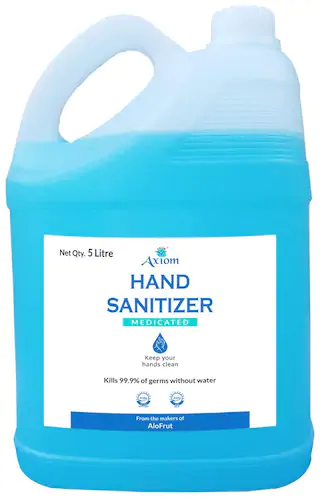 Net Qty. 5 Litre
Axiom
HAND
SANITIZER
MEDICATED
Keep your
hands clean
Kills 99.9% of germs without water
From the makers of
AloFrut